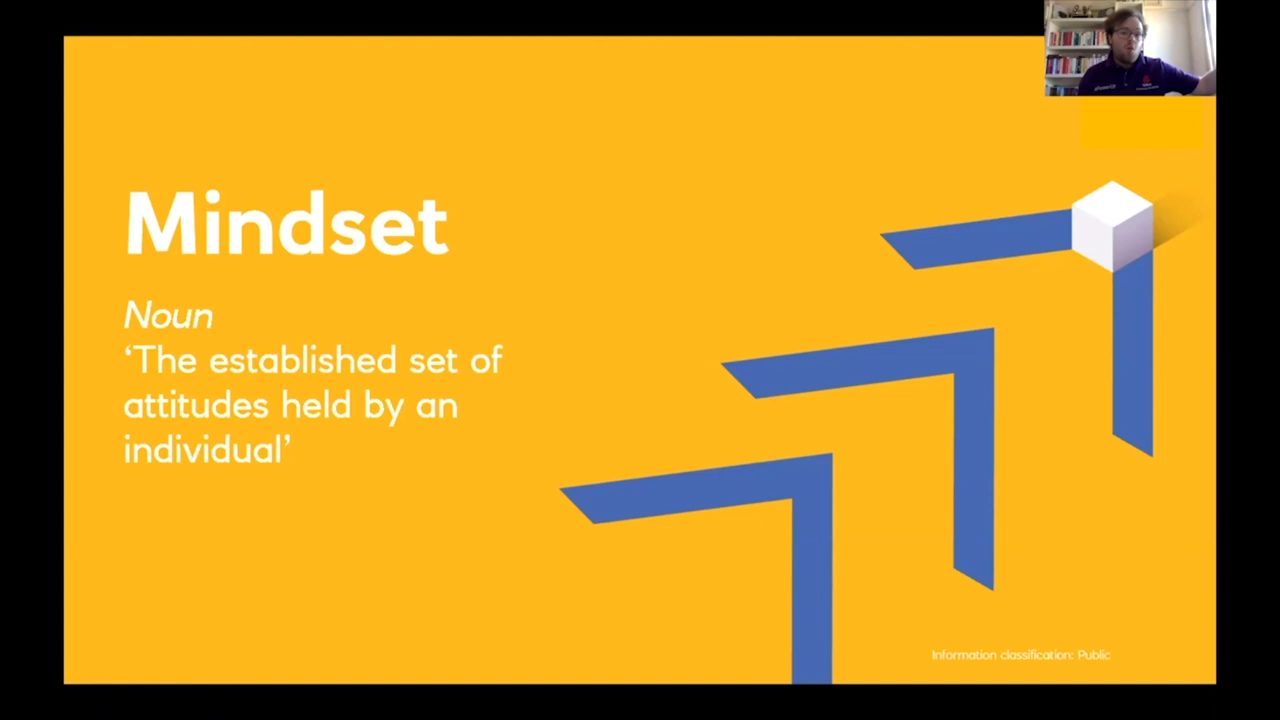 Mindset
Noun
‘The established set of
attitudes held by an
individual’
Information classification: Public